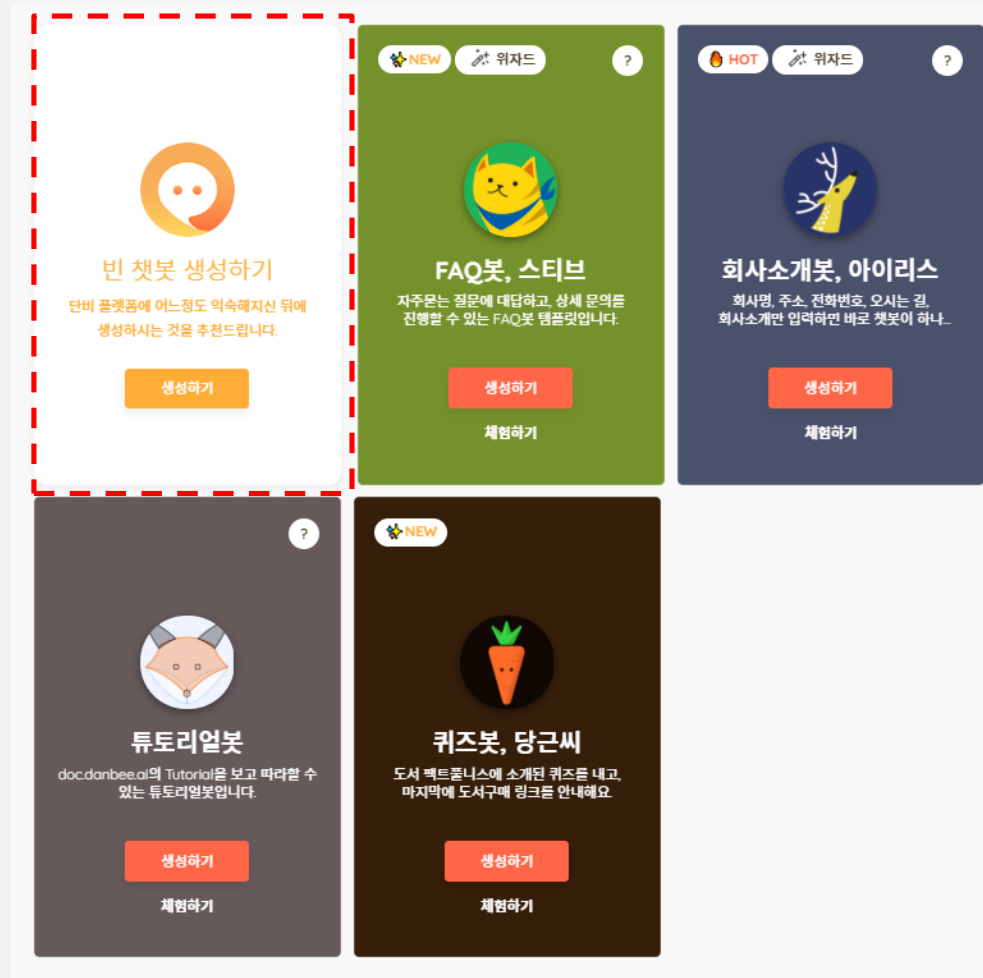 빈 챗봇 생성하기
단비 플랫폼에 어느정도 익숙해지신 뒤에
생성하시는 것을 추천드립니다.
생성하기
NEW 위자드 ?
FAQ봇, 스티브
자주묻는 질문에 대답하고, 상세 문의를
진행할 수 있는 FAQ봇 템플릿입니다.
생성하기
체험하기
HOT 위자드 ?
회사소개봇, 아이리스
회사명, 주소, 전화번호, 오시는 길,
회사소개만 입력하면 바로 챗봇이 하나...
생성하기
체험하기
?
튜토리얼봇
doc.danbee.ai의 Tutorial을 보고 따라할 수
있는 튜토리얼봇입니다.
생성하기
체험하기
NEW
퀴즈봇, 당근씨
도서 팩트풀니스에 소개된 퀴즈를 내고,
마지막에 도서구매 링크를 안내해요.
생성하기
체험하기